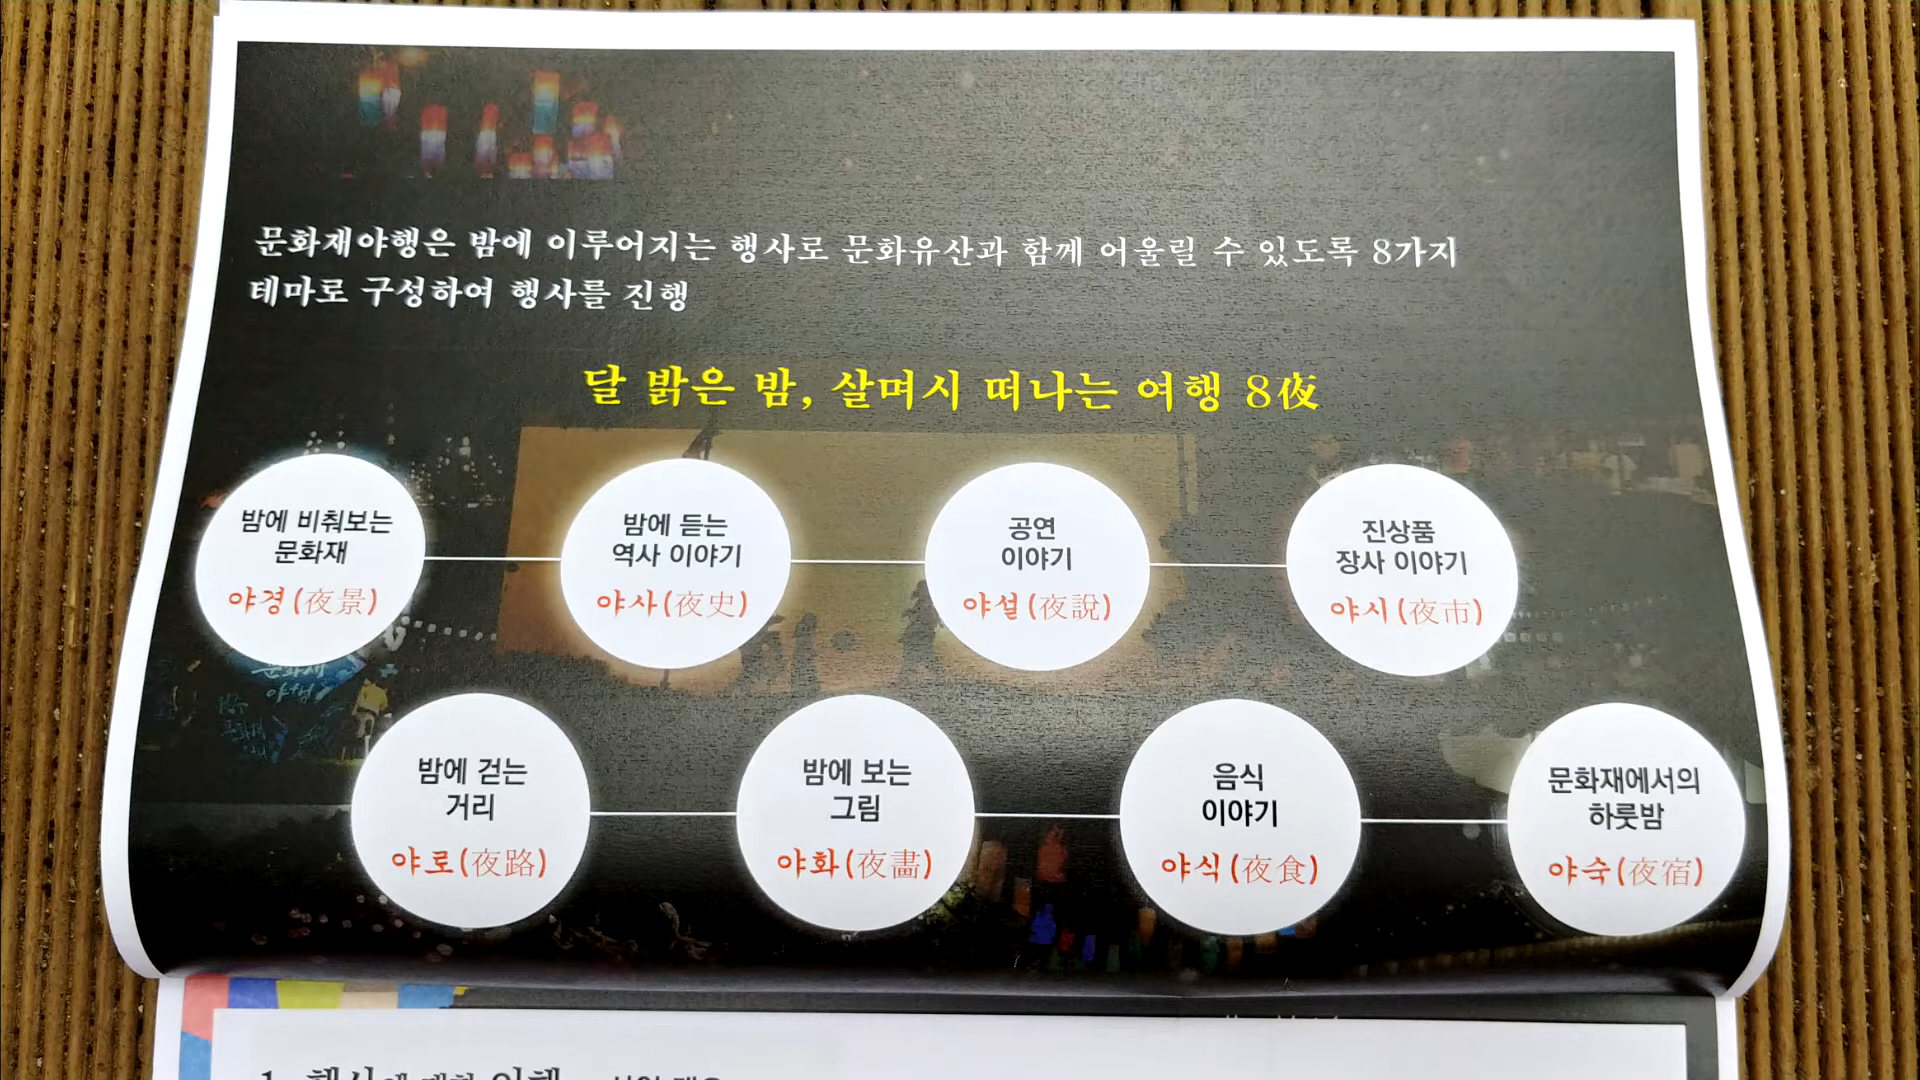 문화재야행은 밤에 이루어지는 행사로 문화유산과 함께 어울릴 수 있도록 8가지
테마로 구성하여 행사를 진행
달 밝은 밤, 살며시 떠나는 여행 8夜
밤에 비춰보는
문화재
야경(夜景)
밤에 듣는
역사 이야기
야사(夜史)
공연
이야기
야설(夜說)
진상품
장사 이야기
야시(夜市)
문화재
야행
밤에 걷는
거리
야로(夜路)
밤에 보는
그림
야화(夜畵)
음식
이야기
야식(夜食)
문화재에서의
하룻밤
야숙(夜宿)